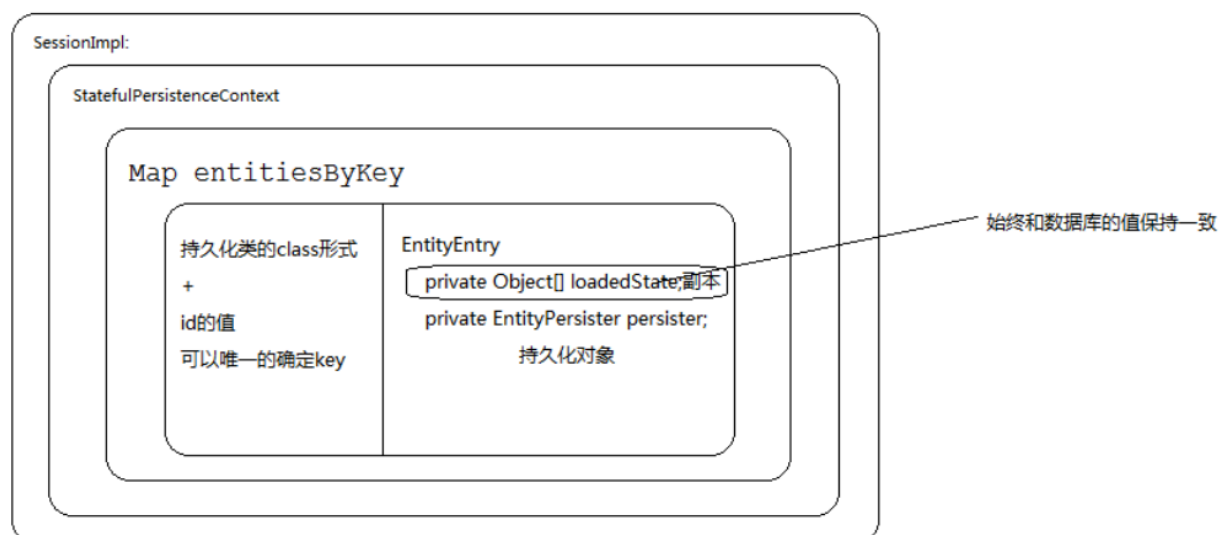 SessionImpl:
StatefulPersistenceContext
Map entitiesByKey
持久化类的class形式
+
id的值
可以唯一的确定key
EntityEntry
private Object[] loadedState;副本
private EntityPersister persister;
持久化对象
始终和数据库的值保持一致